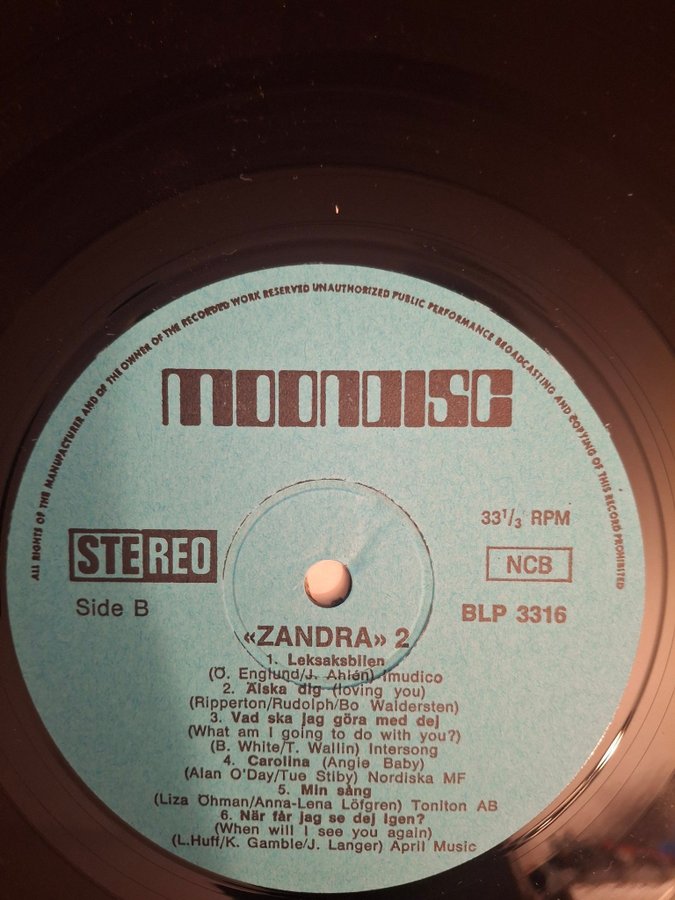 ALL RIGHTS OF THE MANUFACTURER AND OF THE OWNER OF THE RECORDED WORK RESERVED UNAUTHORIZED PUBLIC PERFORMANCE BROADCASTING AND COPYING OF THIS RECORD PROHIBITED
MOONDISC
STEREO
33 1/3 RPM
NCB
Side B
BLP 3316
«ZANDRA» 2
1. Leksaksbilen
(Ö. Englund/J. Ahlén) Imudico
2. Älska dig (loving you)
(Ripperton/Rudolph/Bo Waldersten)
3. Vad ska jag göra med dej
(What am I going to do with you?)
(B. White/T. Wallin) Intersong
4. Carolina (Angie Baby)
(Alan O'Day/Tue Stiby) Nordiska MF
5. Min sång
(Liza Öhman/Anna-Lena Löfgren) Toniton AB
6. När får jag se dej igen?
(When will I see you again)
(L.Huff/K. Gamble/J. Langer) April Music